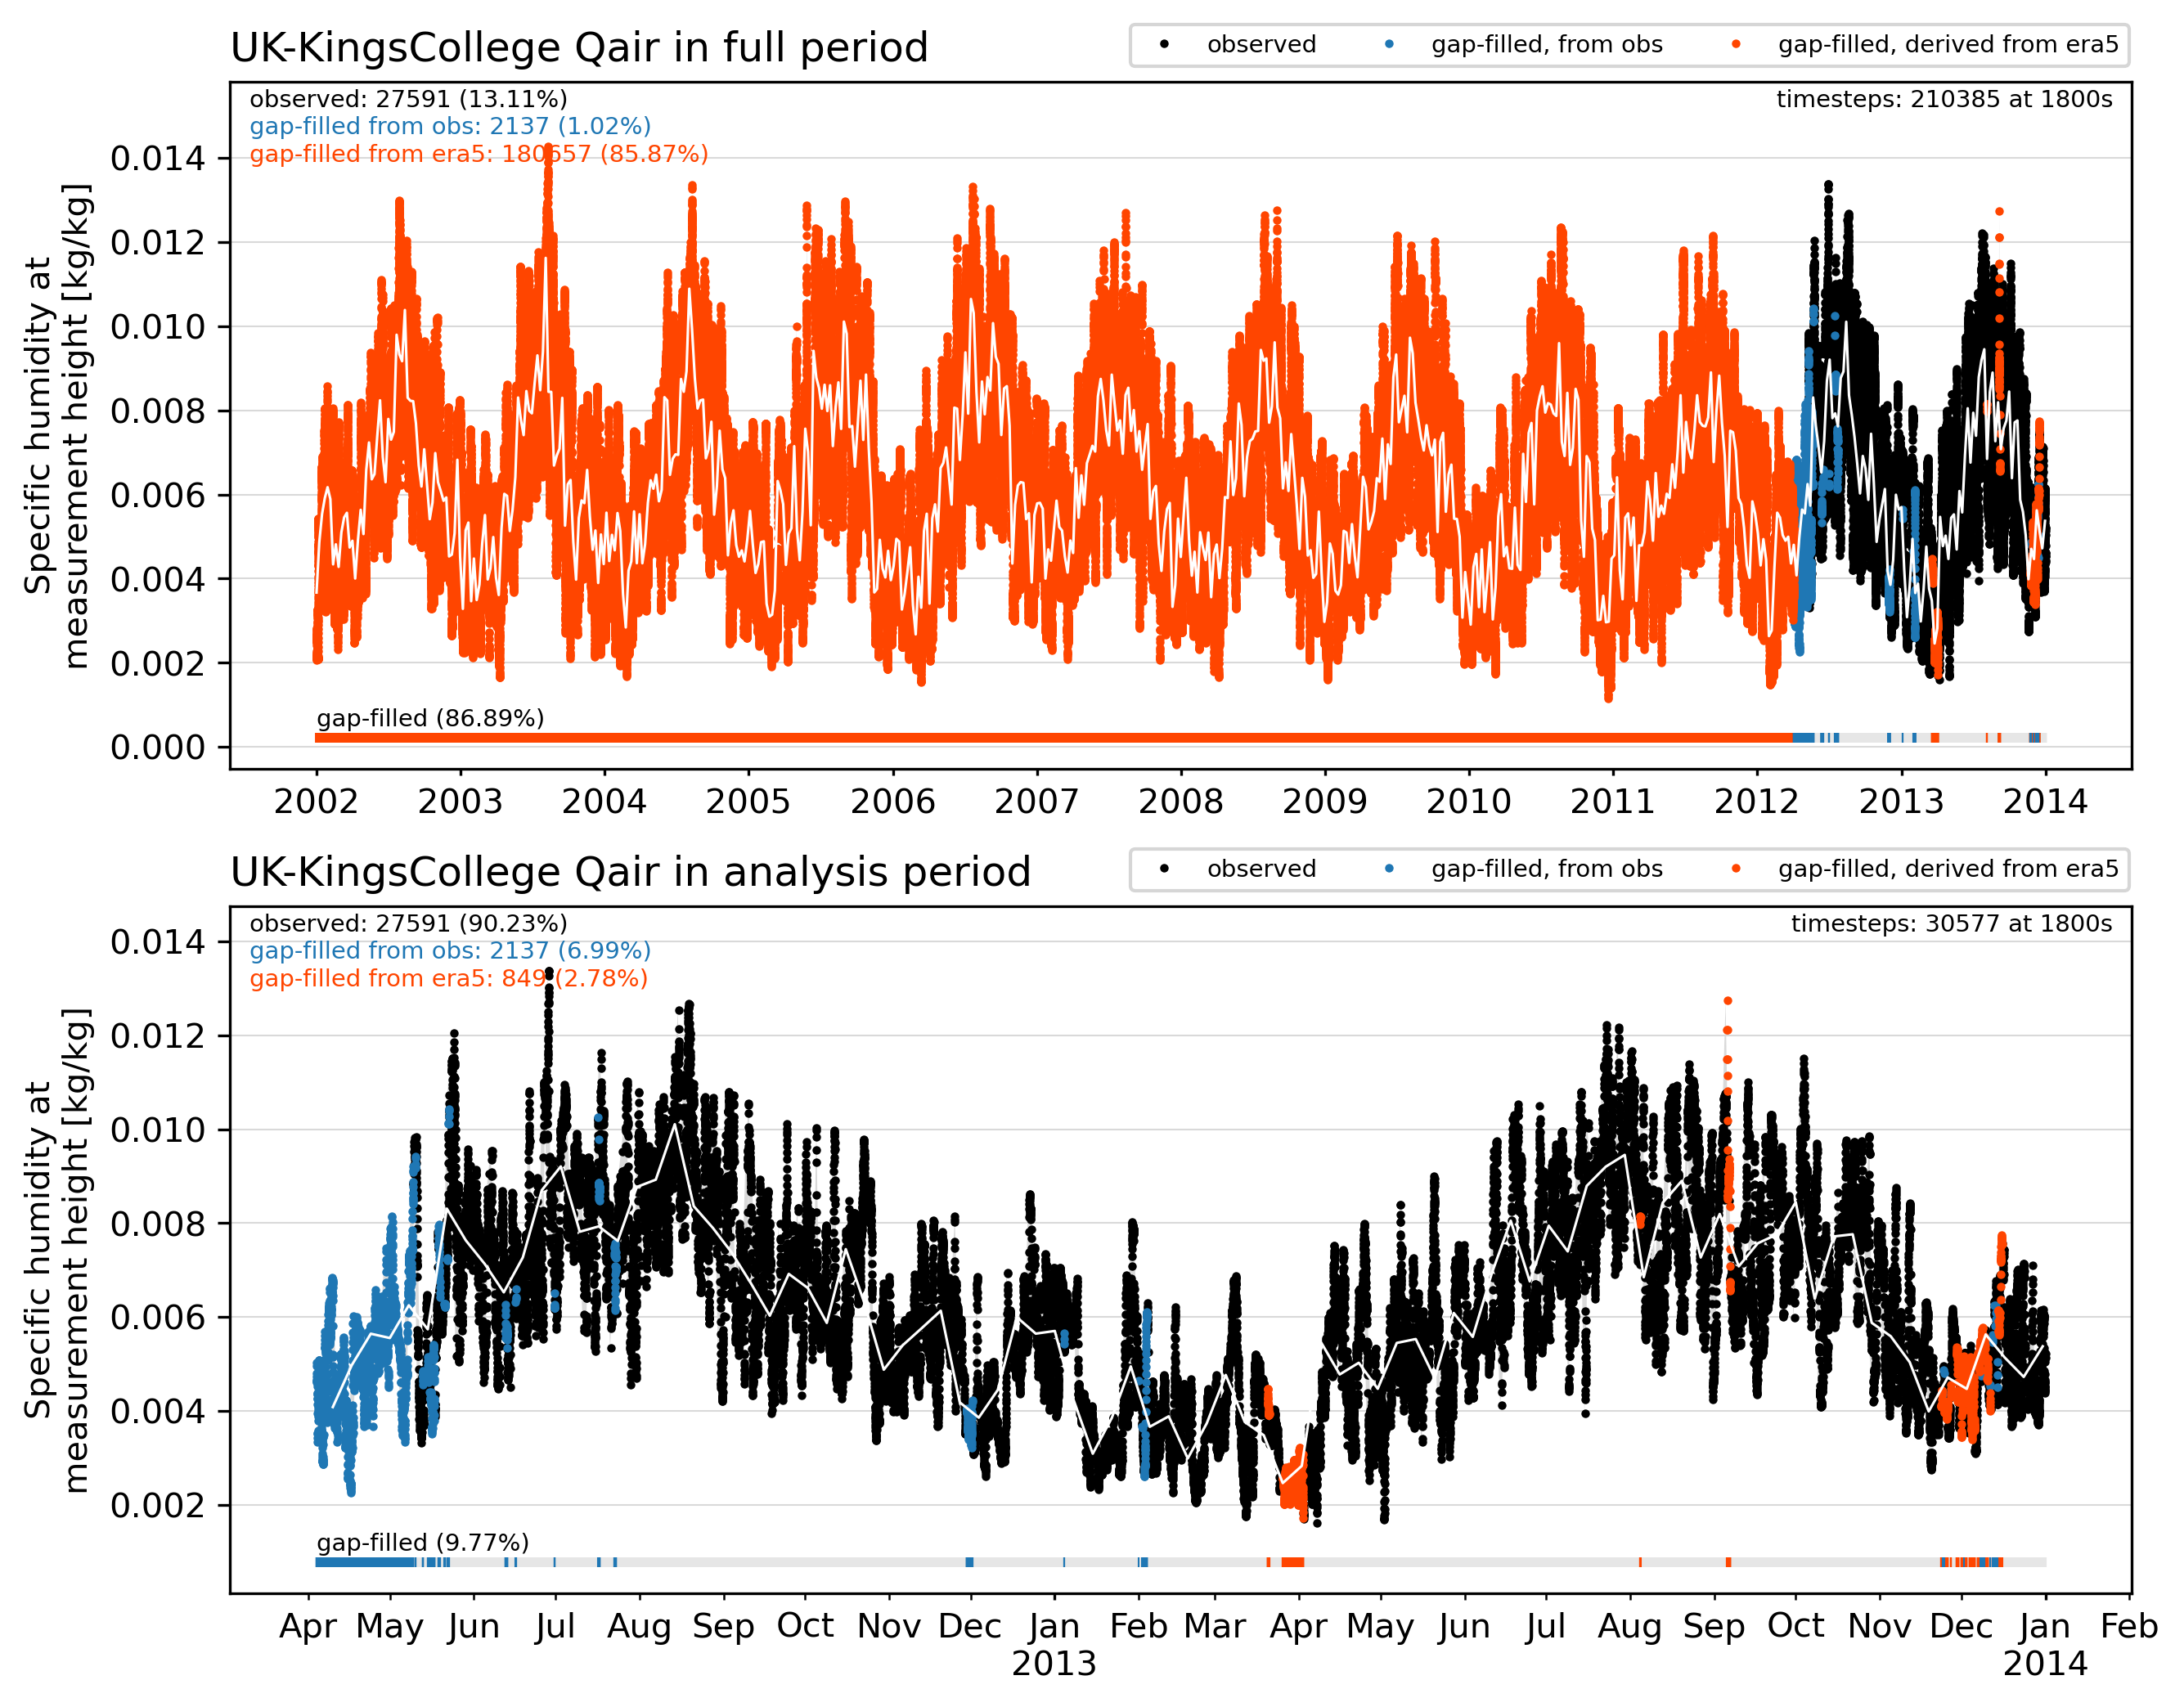 UK-KingsCollege Qair in full period
observed gap-filled, from obs gap-filled, derived from era5
observed: 27591 (13.11%)
timesteps: 210385 at 1800s
gap-filled from obs: 2137 (1.02%)
gap-filled from era5: 180657 (85.87%)
Specific humidity at
measurement height [kg/kg]
0.014
0.012
0.010
0.008
0.006
0.004
0.002
0.000
gap-filled (86.89%)
2002 2003 2004 2005 2006 2007 2008 2009 2010 2011 2012 2013 2014
UK-KingsCollege Qair in analysis period
observed gap-filled, from obs gap-filled, derived from era5
observed: 27591 (90.23%)
timesteps: 30577 at 1800s
gap-filled from obs: 2137 (6.99%)
gap-filled from era5: 849 (2.78%)
Specific humidity at
measurement height [kg/kg]
0.014
0.012
0.010
0.008
0.006
0.004
0.002
gap-filled (9.77%)
Apr May Jun Jul Aug Sep Oct Nov Dec Jan Feb Mar Apr May Jun Jul Aug Sep Oct Nov Dec Jan Feb
2013 2014